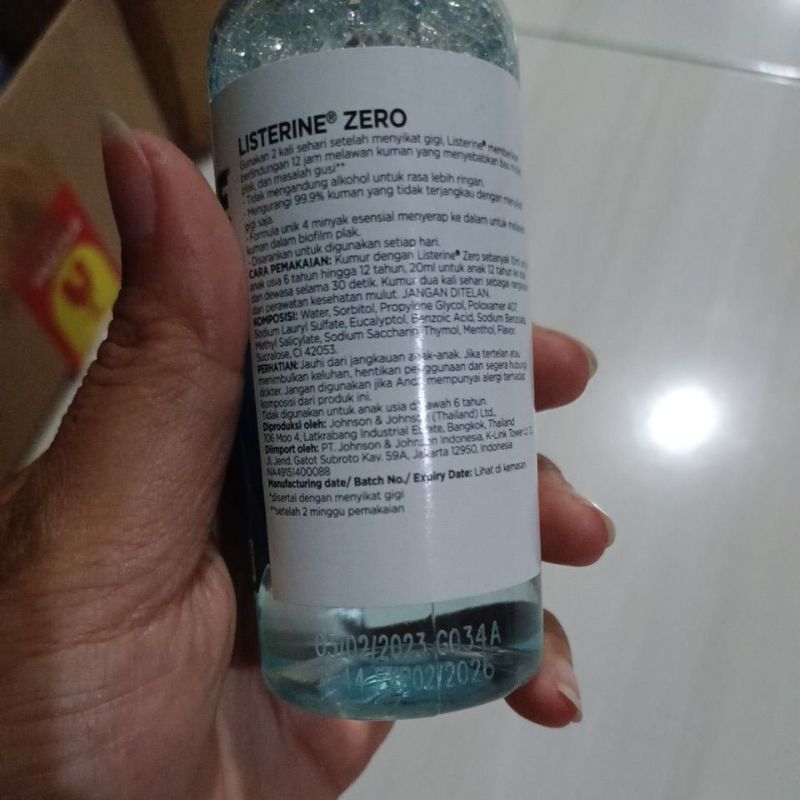 LISTERINE® ZERO
Gunakan 2 kali sehari setelah menyikat gigi, Listerine®
perlindungan 12 jam melawan kuman yang menyebabkan bau
plak, dan masalah gusi**
- Tidak mengandung alkohol untuk rasa lebih ringan.
- Mengurangi 99.9% kuman yang tidak terjangkau dengan
gigi saja.
- Formula unik 4 minyak esensial menyerap ke dalam untuk
kuman dalam biofilm plak.
- Disarankan untuk digunakan setiap hari.
CARA PEMAKAIAN: Kumur dengan Listerine® Zero sebanyak 10ml
anak usia 6 tahun hingga 12 tahun, 20ml untuk anak 12 tahun ke
dan dewasa selama 30 detik. Kumur dua kali sehari sebagai
dari perawatan kesehatan mulut. JANGAN DITELAN.
KOMPOSISI: Water, Sorbitol, Propylene Glycol, Poloxamer 407,
Sodium Lauryl Sulfate, Eucalyptol, Benzoic Acid, Sodium Benzoate,
Methyl Salicylate, Sodium Saccharin, Thymol, Menthol, Flavor,
Sucralose, CI 42053.
PERHATIAN: Jauhi dari jangkauan anak-anak. Jika tertelan atau
menimbulkan keluhan, hentikan penggunaan dan segera hubungi
dokter. Jangan digunakan jika Anda mempunyai alergi terhadap
komposisi dari produk ini.
Tidak digunakan untuk anak usia di bawah 6 tahun.
Diproduksi oleh: Johnson & Johnson (Thailand) Ltd.,
106 Moo 4, Latkrabang Industrial Estate, Bangkok, Thailand
Diimport oleh: PT. Johnson & Johnson Indonesia, K-Link Tower
Jl. Jend. Gatot Subroto Kav. 59A, Jakarta 12950, Indonesia
NA49151400088
Manufacturing date/ Batch No./ Expiry Date: Lihat di kemasan
*disertai dengan menyikat gigi
**setelah 2 minggu pemakaian
03/02/2023 G034A
/02/2026